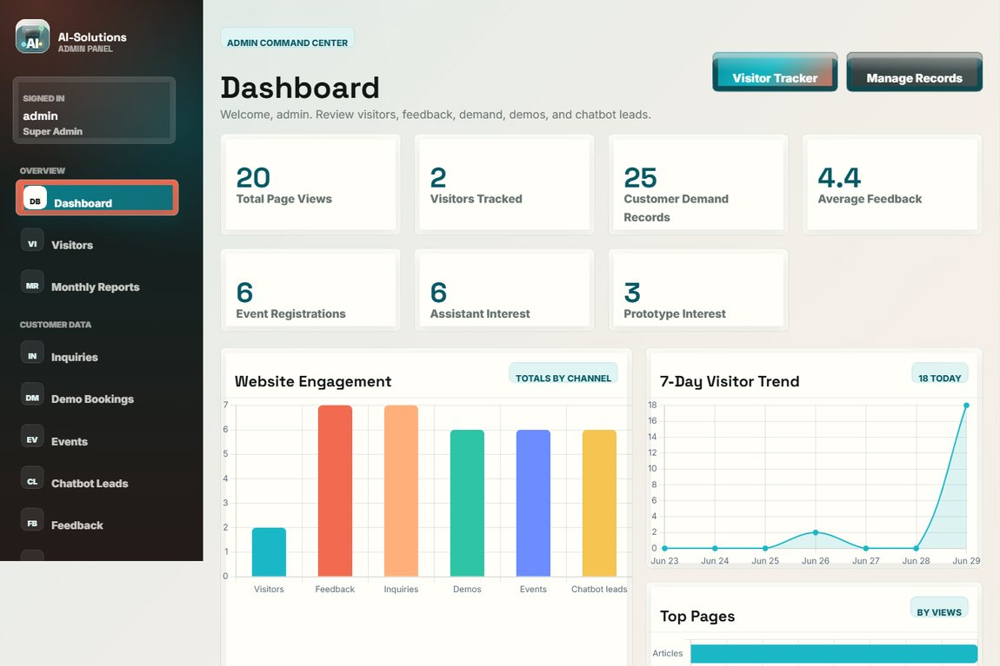 AI
AI-Solutions
ADMIN PANEL
SIGNED IN
admin
Super Admin
OVERVIEW
DB Dashboard
VI Visitors
MR Monthly Reports
CUSTOMER DATA
IN Inquiries
DM Demo Bookings
EV Events
CL Chatbot Leads
FB Feedback
ADMIN COMMAND CENTER
Dashboard
Welcome, admin. Review visitors, feedback, demand, demos, and chatbot leads.
Visitor Tracker
Manage Records
20
Total Page Views
2
Visitors Tracked
25
Customer Demand
Records
4.4
Average Feedback
6
Event Registrations
6
Assistant Interest
3
Prototype Interest
Website Engagement
TOTALS BY CHANNEL
7
6
5
4
3
2
1
0
Visitors Feedback Inquiries Demos Events Chatbot leads
7-Day Visitor Trend
18 TODAY
18
16
14
12
10
8
6
4
2
0
Jun 23 Jun 24 Jun 25 Jun 26 Jun 27 Jun 28 Jun 29
Top Pages
BY VIEWS
Articles